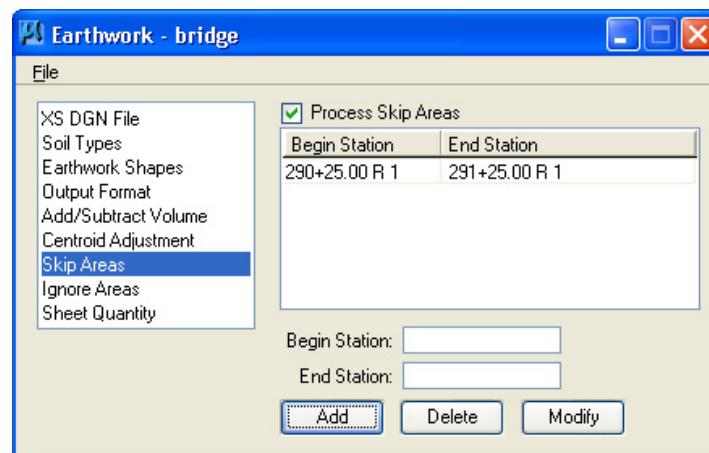 Earthwork - bridge
File
XS DGN File
Soil Types
Earthwork Shapes
Output Format
Add/Subtract Volume
Centroid Adjustment
Skip Areas
Ignore Areas
Sheet Quantity
Process Skip Areas
Begin Station End Station
290+25.00 R 1 291+25.00 R 1
Begin Station:
End Station:
Add Delete Modify